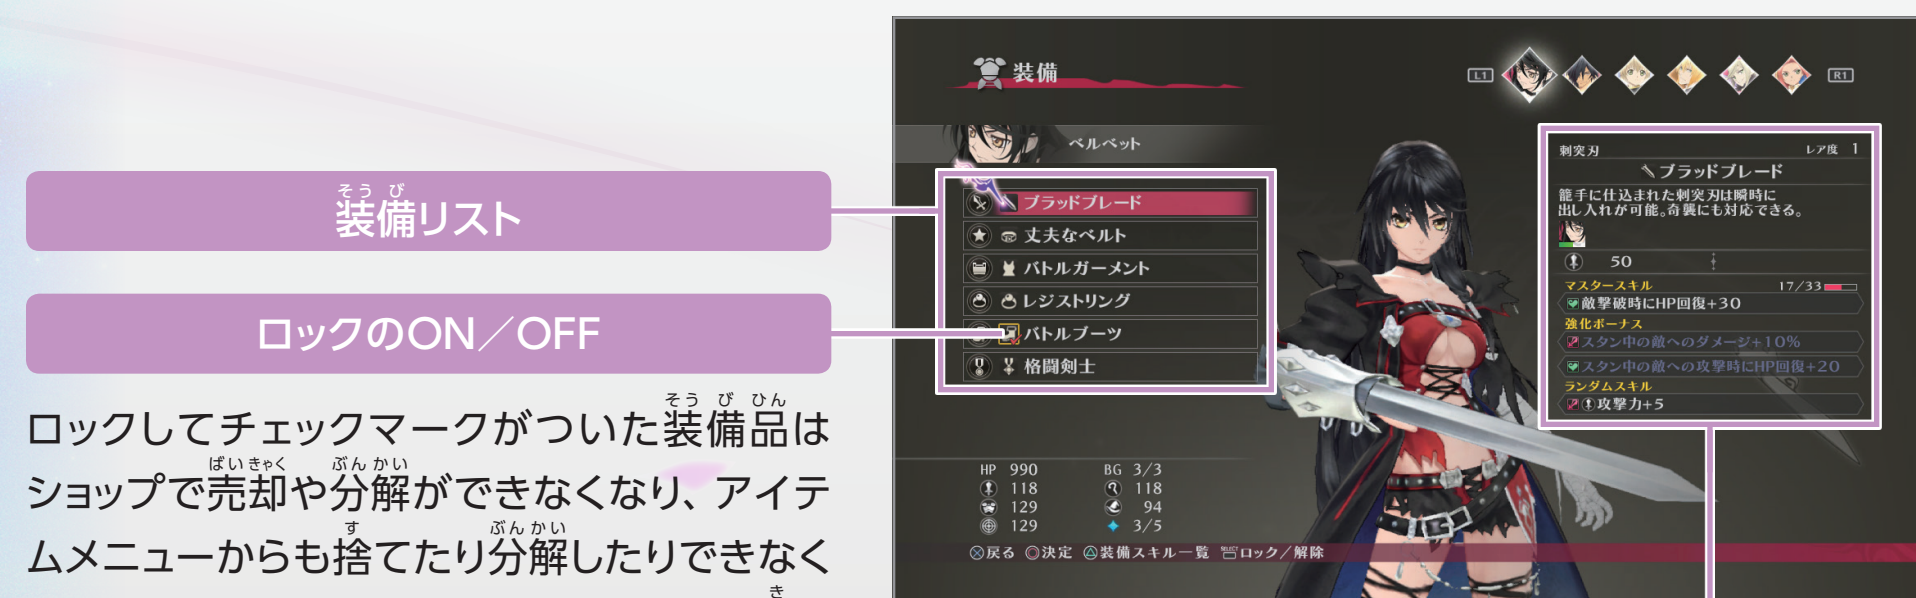 そうび
装備リスト
ロックのON／OFF
そうびひん
ロックしてチェックマークがついた装備品は
ばいきゃく ぶんかい
ショップで売却や分解ができなくなり、アイテ
す ぶんかい
ムメニューからも捨てたり分解したりできなく
き
装備
L1 R1
ベルベット
ブラッドブレード
丈夫なベルト
バトルガーメント
レジストリング
バトルブーツ
格闘剣士
刺突刃 レア度 1
ブラッドブレード
籠手に仕込まれた刺突刃は瞬時に
出し入れが可能。奇襲にも対応できる。
50
マスタースキル 17/33
敵撃破時にHP回復+30
強化ボーナス
スタン中の敵へのダメージ+10%
スタン中の敵への攻撃時にHP回復+20
ランダムスキル
攻撃力+5
HP 990 BG 3/3
118 118
129 94
129 3/5
戻る 決定 装備スキル一覧 SELECT ロック／解除